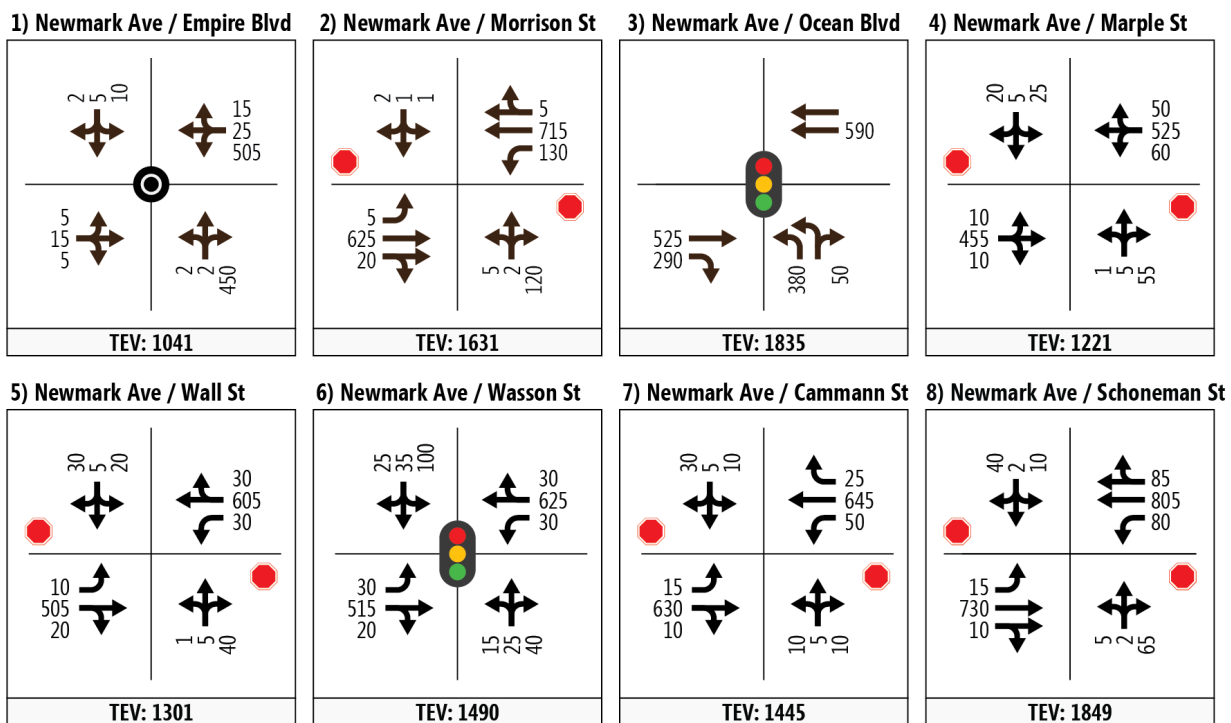 1) Newmark Ave / Empire Blvd
2 5 10
15
25
505
5
15
5
2 2 450
TEV: 1041
2) Newmark Ave / Morrison St
2 1 1
5
715
130
5
625
20
5 2 120
TEV: 1631
3) Newmark Ave / Ocean Blvd
590
525
290
380 50
TEV: 1835
4) Newmark Ave / Marple St
20 5 25
50
525
60
10
455
10
1 5 55
TEV: 1221
5) Newmark Ave / Wall St
30 5 20
30
605
30
10
505
20
1 5 40
TEV: 1301
6) Newmark Ave / Wasson St
25 35 100
30
625
30
30
515
20
15 25 40
TEV: 1490
7) Newmark Ave / Cammann St
30 5 10
25
645
50
15
630
10
10 5 10
TEV: 1445
8) Newmark Ave / Schoneman St
40 2 10
85
805
80
15
730
10
5 2 65
TEV: 1849